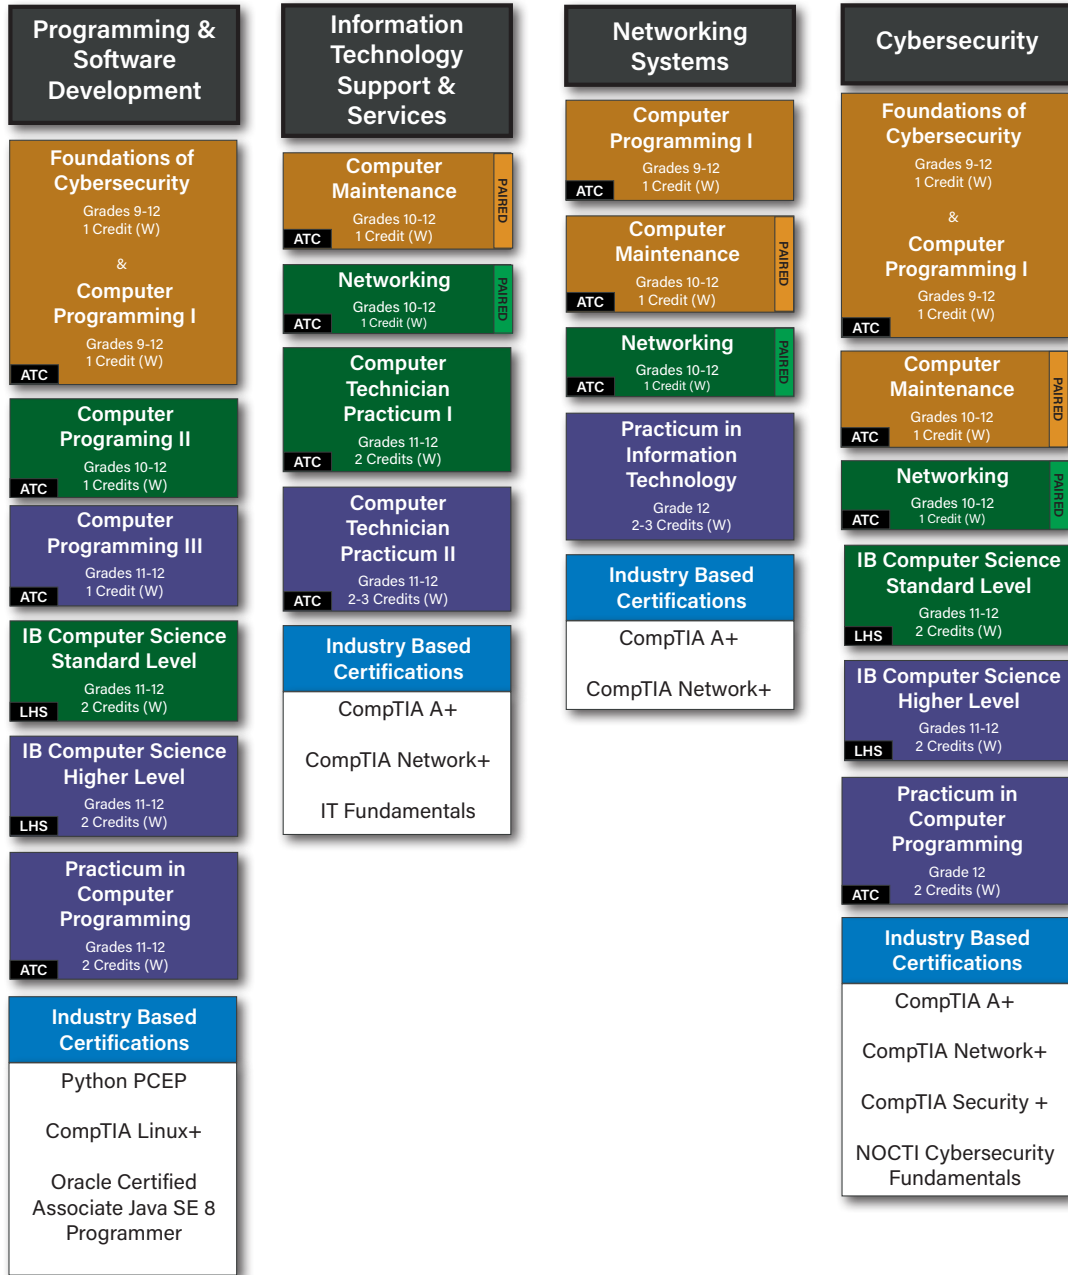 Programming &
Software
Development
Foundations of
Cybersecurity
Grades 9-12
1 Credit (W)
&
Computer
Programming I
Grades 9-12
1 Credit (W)
ATC
Computer
Programing II
Grades 10-12
1 Credits (W)
ATC
Computer
Programming III
Grades 11-12
1 Credit (W)
ATC
IB Computer Science
Standard Level
Grades 11-12
2 Credits (W)
LHS
IB Computer Science
Higher Level
Grades 11-12
2 Credits (W)
LHS
Practicum in
Computer
Programming
Grades 11-12
2 Credits (W)
ATC
Industry Based
Certifications
Python PCEP
CompTIA Linux+
Oracle Certified
Associate Java SE 8
Programmer
Information
Technology
Support &
Services
Computer
Maintenance
Grades 10-12
1 Credit (W)
ATC
PAIRED
Networking
Grades 10-12
1 Credit (W)
ATC
PAIRED
Computer
Technician
Practicum I
Grades 11-12
2 Credits (W)
ATC
Computer
Technician
Practicum II
Grades 11-12
2-3 Credits (W)
ATC
Industry Based
Certifications
CompTIA A+
CompTIA Network+
IT Fundamentals
Networking
Systems
Computer
Programming I
Grades 9-12
1 Credit (W)
ATC
Computer
Maintenance
Grades 10-12
1 Credit (W)
ATC
PAIRED
Networking
Grades 10-12
1 Credit (W)
ATC
PAIRED
Practicum in
Information
Technology
Grade 12
2-3 Credits (W)
Industry Based
Certifications
CompTIA A+
CompTIA Network+
Cybersecurity
Foundations of
Cybersecurity
Grades 9-12
1 Credit (W)
&
Computer
Programming I
Grades 9-12
1 Credit (W)
ATC
Computer
Maintenance
Grades 10-12
1 Credit (W)
ATC
PAIRED
Networking
Grades 10-12
1 Credit (W)
ATC
PAIRED
IB Computer Science
Standard Level
Grades 11-12
2 Credits (W)
LHS
IB Computer Science
Higher Level
Grades 11-12
2 Credits (W)
LHS
Practicum in
Computer
Programming
Grade 12
2 Credits (W)
ATC
Industry Based
Certifications
CompTIA A+
CompTIA Network+
CompTIA Security +
NOCTI Cybersecurity
Fundamentals